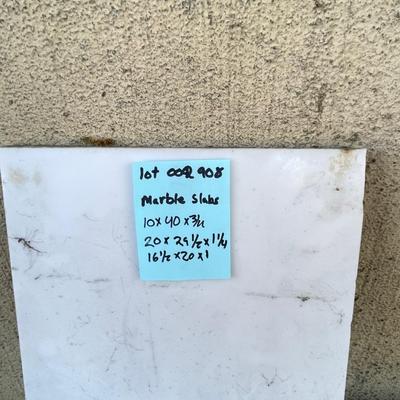 lot 002 908
Marble Slabs
10 x 40 x 3/4
20 x 29 1/2 x 1 1/4
16 1/2 x 20 x 1